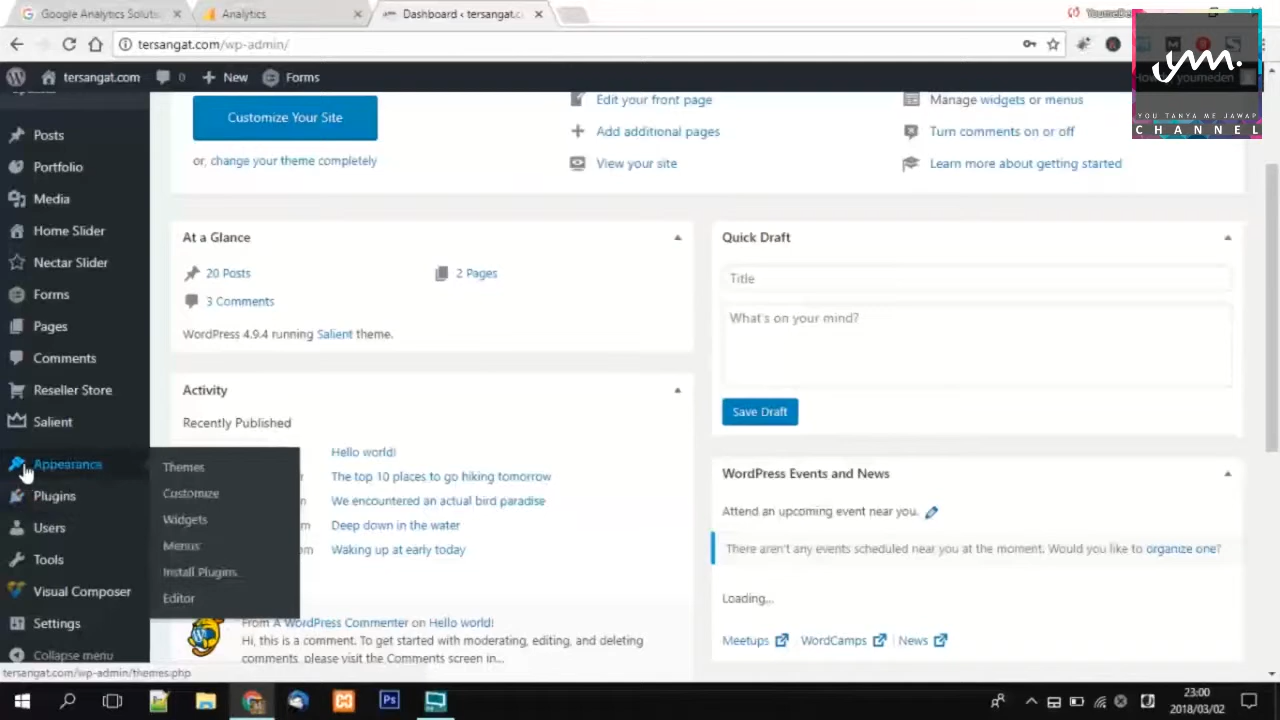 Google Analytics Soluti
Analytics
Dashboard ‹ tersangat.c
tersangat.com/wp-admin/
tersangat.com
0
New
Forms
youmeden
ym.
YOU TANYA ME JAWAP
CHANNEL
Posts
Portfolio
Media
Home Slider
Nectar Slider
Forms
Pages
Comments
Reseller Store
Salient
Appearance
Plugins
Users
Tools
Visual Composer
Settings
Collapse menu
Themes
Customize
Widgets
Menus
Install Plugins
Editor
Customize Your Site
or, change your theme completely
Edit your front page
Add additional pages
View your site
Manage widgets or menus
Turn comments on or off
Learn more about getting started
At a Glance
20 Posts
2 Pages
3 Comments
WordPress 4.9.4 running Salient theme.
Activity
Recently Published
Hello world!
The top 10 places to go hiking tomorrow
We encountered an actual bird paradise
Deep down in the water
Waking up at early today
From A WordPress Commenter on Hello world!
Hi, this is a comment. To get started with moderating, editing, and deleting
comments, please visit the Comments screen in...
Quick Draft
Title
What's on your mind?
Save Draft
WordPress Events and News
Attend an upcoming event near you.
There aren't any events scheduled near you at the moment. Would you like to organize one?
Loading...
Meetups
WordCamps
News
tersangat.com/wp-admin/themes.php
Ps
23:00
2018/03/02